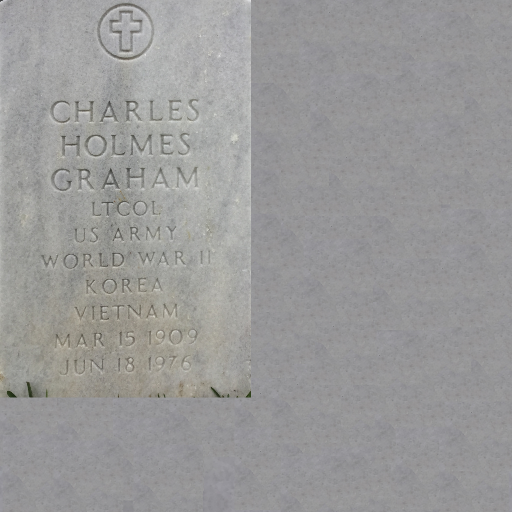 CHARLES
HOLMES
GRAHAM
LTCOL
US ARMY
WORLD WAR II
KOREA
VIETNAM
MAR 15 1909
JUN 18 1976